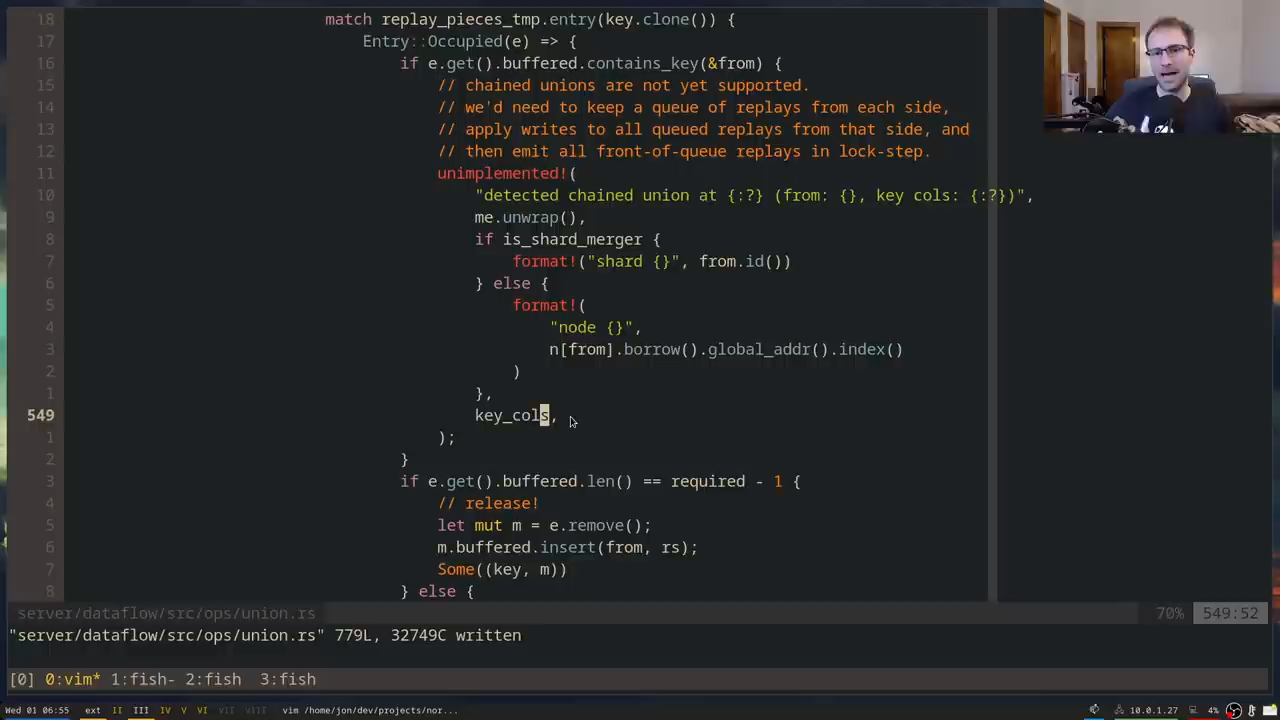 18 match replay_pieces_tmp.entry(key.clone()) {
17 Entry::Occupied(e) => {
16 if e.get().buffered.contains_key(&from) {
15 // chained unions are not yet supported.
14 // we'd need to keep a queue of replays from each side,
13 // apply writes to all queued replays from that side, and
12 // then emit all front-of-queue replays in lock-step.
11 unimplemented!(
10 "detected chained union at {:?} (from: {}, key cols: {:?})",
9 me.unwrap(),
8 if is_shard_merger {
7 format!("shard {}", from.id())
6 } else {
5 format!(
4 "node {}",
3 n[from].borrow().global_addr().index()
2 )
1 },
549 key_cols,
1 );
2 }
3 if e.get().buffered.len() == required - 1 {
4 // release!
5 let mut m = e.remove();
6 m.buffered.insert(from, rs);
7 Some((key, m))
8 } else {
server/dataflow/src/ops/union.rs 70% 549:52
"server/dataflow/src/ops/union.rs" 779L, 32749C written
[0] 0:vim* 1:fish- 2:fish 3:fish
Wed 01 06:55 ext II III IV V VI VII VIII vim /home/jon/dev/projects/nor... 10.0.1.27 4%